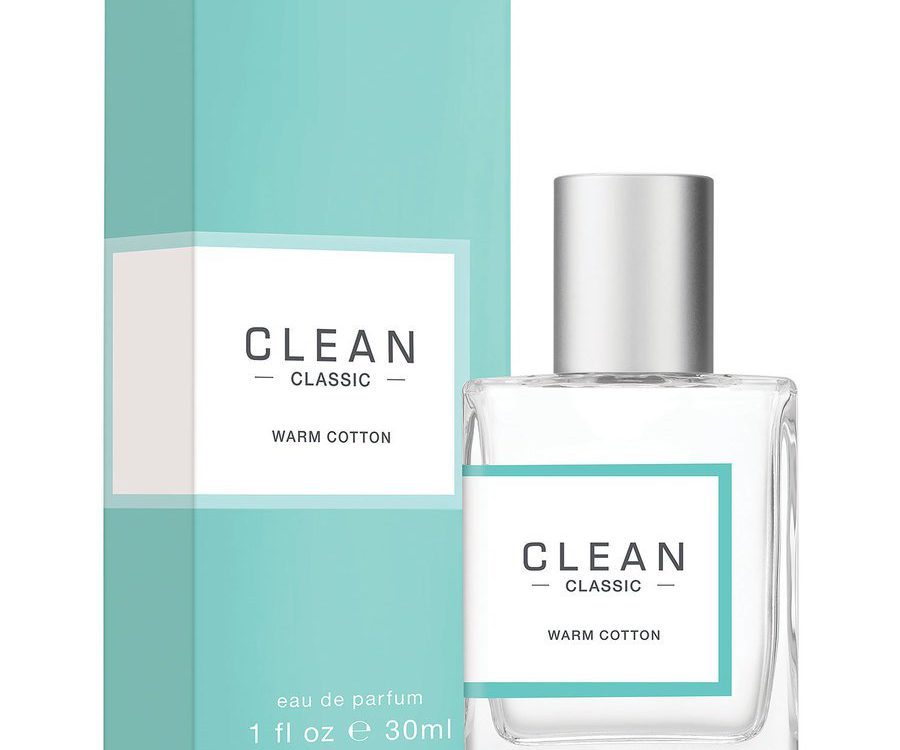 CLEAN
— CLASSIC —
WARM COTTON
eau de parfum
1 fl oz ℮ 30ml
CLEAN
— CLASSIC —
WARM COTTON